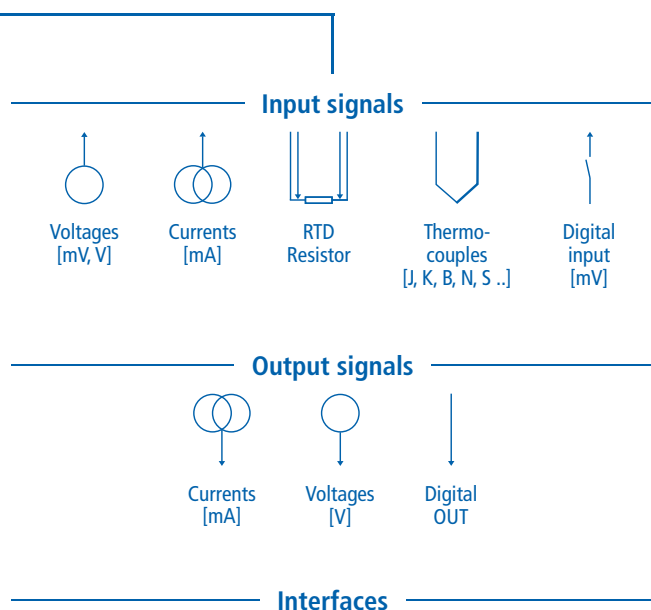 Input signals
Voltages
[mV, V]
Currents
[mA]
RTD
Resistor
Thermo-
couples
[J, K, B, N, S ..]
Digital
input
[mV]
Output signals
Currents
[mA]
Voltages
[V]
Digital
OUT
Interfaces